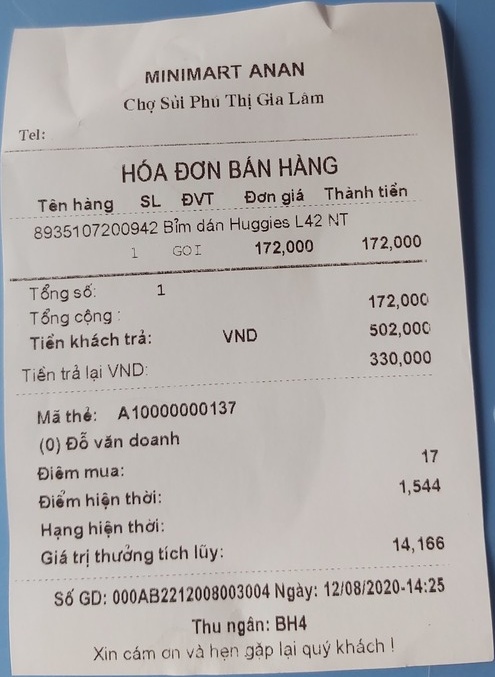 MINIMART ANAN
Chợ Sủi Phú Thị Gia Lâm
Tel:
HÓA ĐƠN BÁN HÀNG
Tên hàng SL ĐVT Đơn giá Thành tiền
8935107200942 Bỉm dán Huggies L42 NT
1 GOI 172,000 172,000
Tổng số: 1
Tổng cộng : 172,000
Tiền khách trả: VND 502,000
Tiền trả lại VND: 330,000
Mã thẻ: A10000000137
(0) Đỗ văn doanh
Điểm mua: 17
Điểm hiện thời: 1,544
Hạng hiện thời:
Giá trị thưởng tích lũy: 14,166
Số GD: 000AB2212008003004 Ngày: 12/08/2020-14:25
Thu ngân: BH4
Xin cám ơn và hẹn gặp lại quý khách !